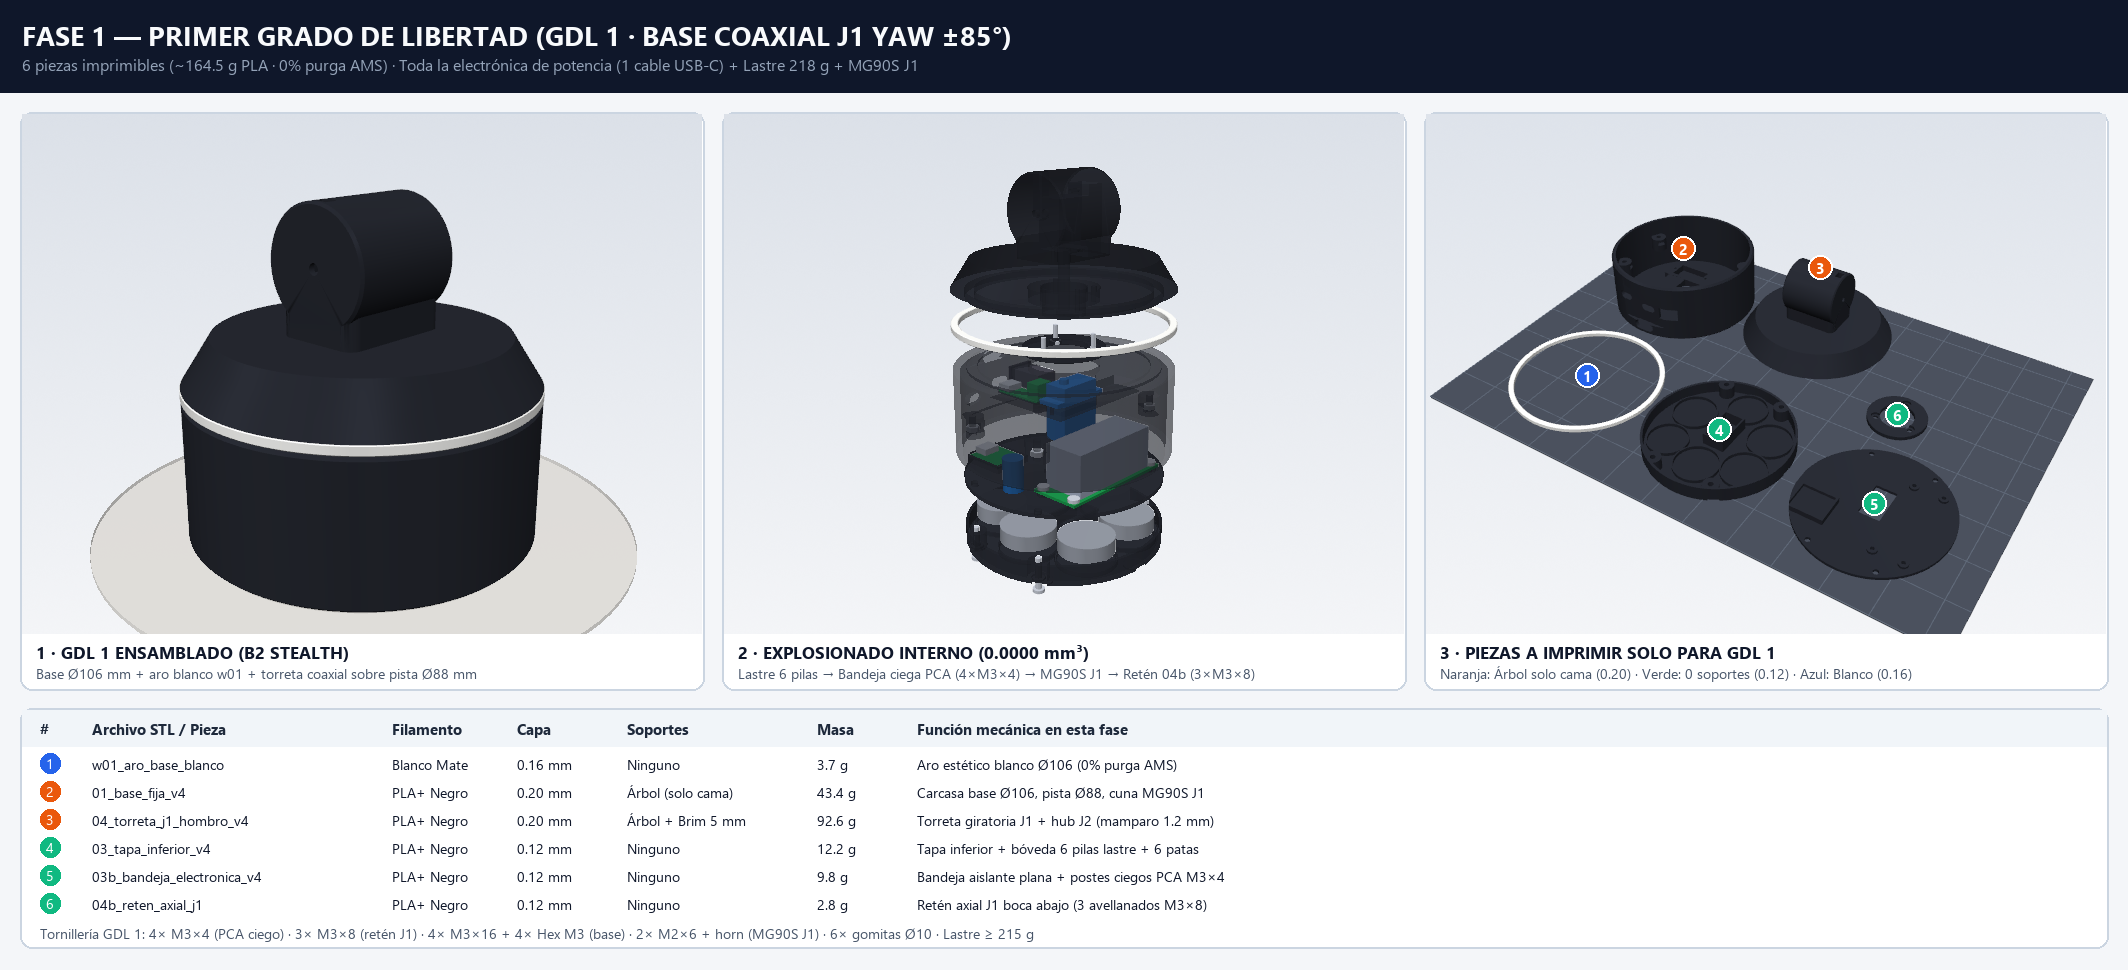 FASE 1 — PRIMER GRADO DE LIBERTAD (GDL 1 · BASE COAXIAL J1 YAW ±85°)
6 piezas imprimibles (~164.5 g PLA · 0% purga AMS) · Toda la electrónica de potencia (1 cable USB-C) + Lastre 218 g + MG90S J1
2
3
1
4
6
5
1 · GDL 1 ENSAMBLADO (B2 STEALTH)
Base Ø106 mm + aro blanco w01 + torreta coaxial sobre pista Ø88 mm
2 · EXPLOSIONADO INTERNO (0.0000 mm³)
Lastre 6 pilas → Bandeja ciega PCA (4×M3×4) → MG90S J1 → Retén 04b (3×M3×8)
3 · PIEZAS A IMPRIMIR SOLO PARA GDL 1
Naranja: Árbol solo cama (0.20) · Verde: 0 soportes (0.12) · Azul: Blanco (0.16)
# Archivo STL / Pieza Filamento Capa Soportes Masa Función mecánica en esta fase
1 w01_aro_base_blanco Blanco Mate 0.16 mm Ninguno 3.7 g Aro estético blanco Ø106 (0% purga AMS)
2 01_base_fija_v4 PLA+ Negro 0.20 mm Árbol (solo cama) 43.4 g Carcasa base Ø106, pista Ø88, cuna MG90S J1
3 04_torreta_j1_hombro_v4 PLA+ Negro 0.20 mm Árbol + Brim 5 mm 92.6 g Torreta giratoria J1 + hub J2 (mamparo 1.2 mm)
4 03_tapa_inferior_v4 PLA+ Negro 0.12 mm Ninguno 12.2 g Tapa inferior + bóveda 6 pilas lastre + 6 patas
5 03b_bandeja_electronica_v4 PLA+ Negro 0.12 mm Ninguno 9.8 g Bandeja aislante plana + postes ciegos PCA M3×4
6 04b_reten_axial_j1 PLA+ Negro 0.12 mm Ninguno 2.8 g Retén axial J1 boca abajo (3 avellanados M3×8)
Tornillería GDL 1: 4× M3×4 (PCA ciego) · 3× M3×8 (retén J1) · 4× M3×16 + 4× Hex M3 (base) · 2× M2×6 + horn (MG90S J1) · 6× gomitas Ø10 · Lastre ≥ 215 g